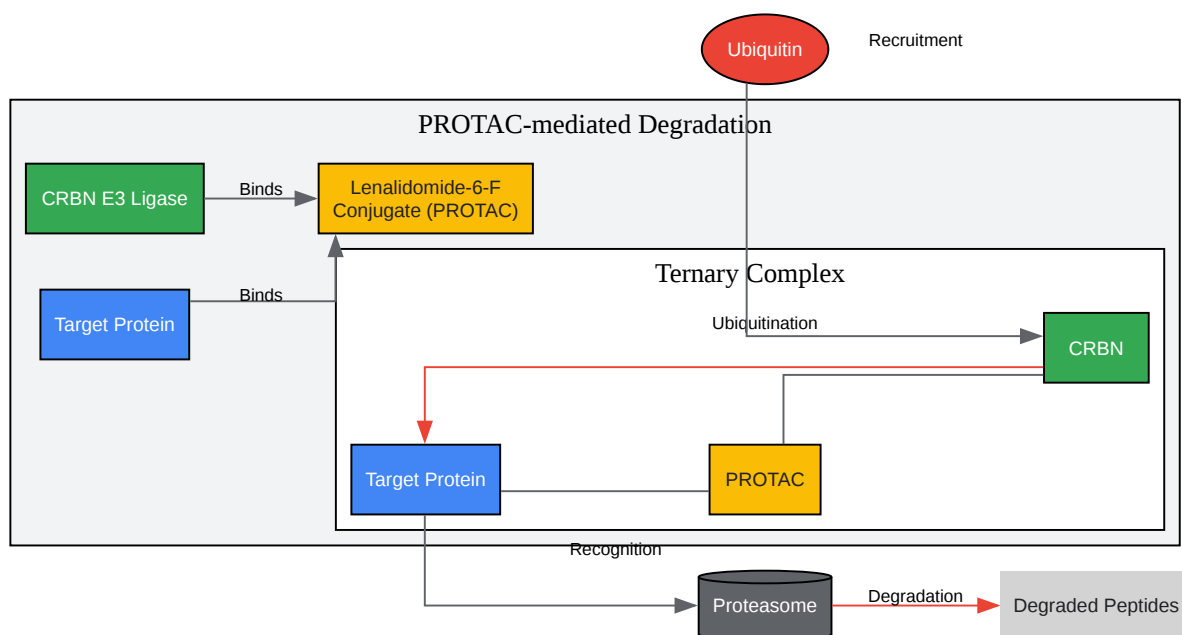 Ubiquitin
Recruitment
PROTAC-mediated Degradation
CRBN E3 Ligase
Binds
Lenalidomide-6-F
Conjugate (PROTAC)
Ternary Complex
Binds
Target Protein
Ubiquitination
CRBN
Target Protein
PROTAC
Recognition
Proteasome
Degradation
Degraded Peptides